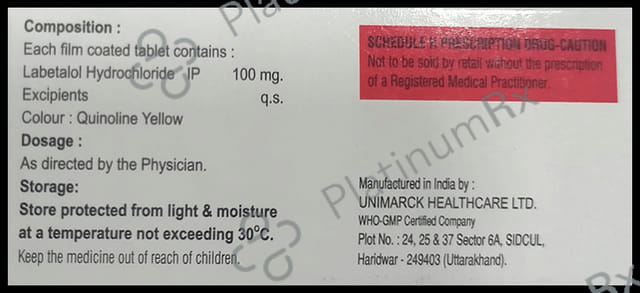 Composition :
Each film coated tablet contains :
Labetalol Hydrochloride IP 100 mg.
Excipients q.s.
Colour : Quinoline Yellow
Dosage :
As directed by the Physician.
Storage:
Store protected from light & moisture
at a temperature not exceeding 30°C.
Keep the medicine out of reach of children.
SCHEDULE H PRESCRIPTION DRUG-CAUTION
Not to be sold by retail without the prescription
of a Registered Medical Practitioner.
Manufactured in India by :
UNIMARCK HEALTHCARE LTD.
WHO-GMP Certified Company
Plot No. : 24, 25 & 37 Sector 6A, SIDCUL,
Haridwar - 249403 (Uttarakhand).
PlatinumRx
Platinum
PlatinumRx